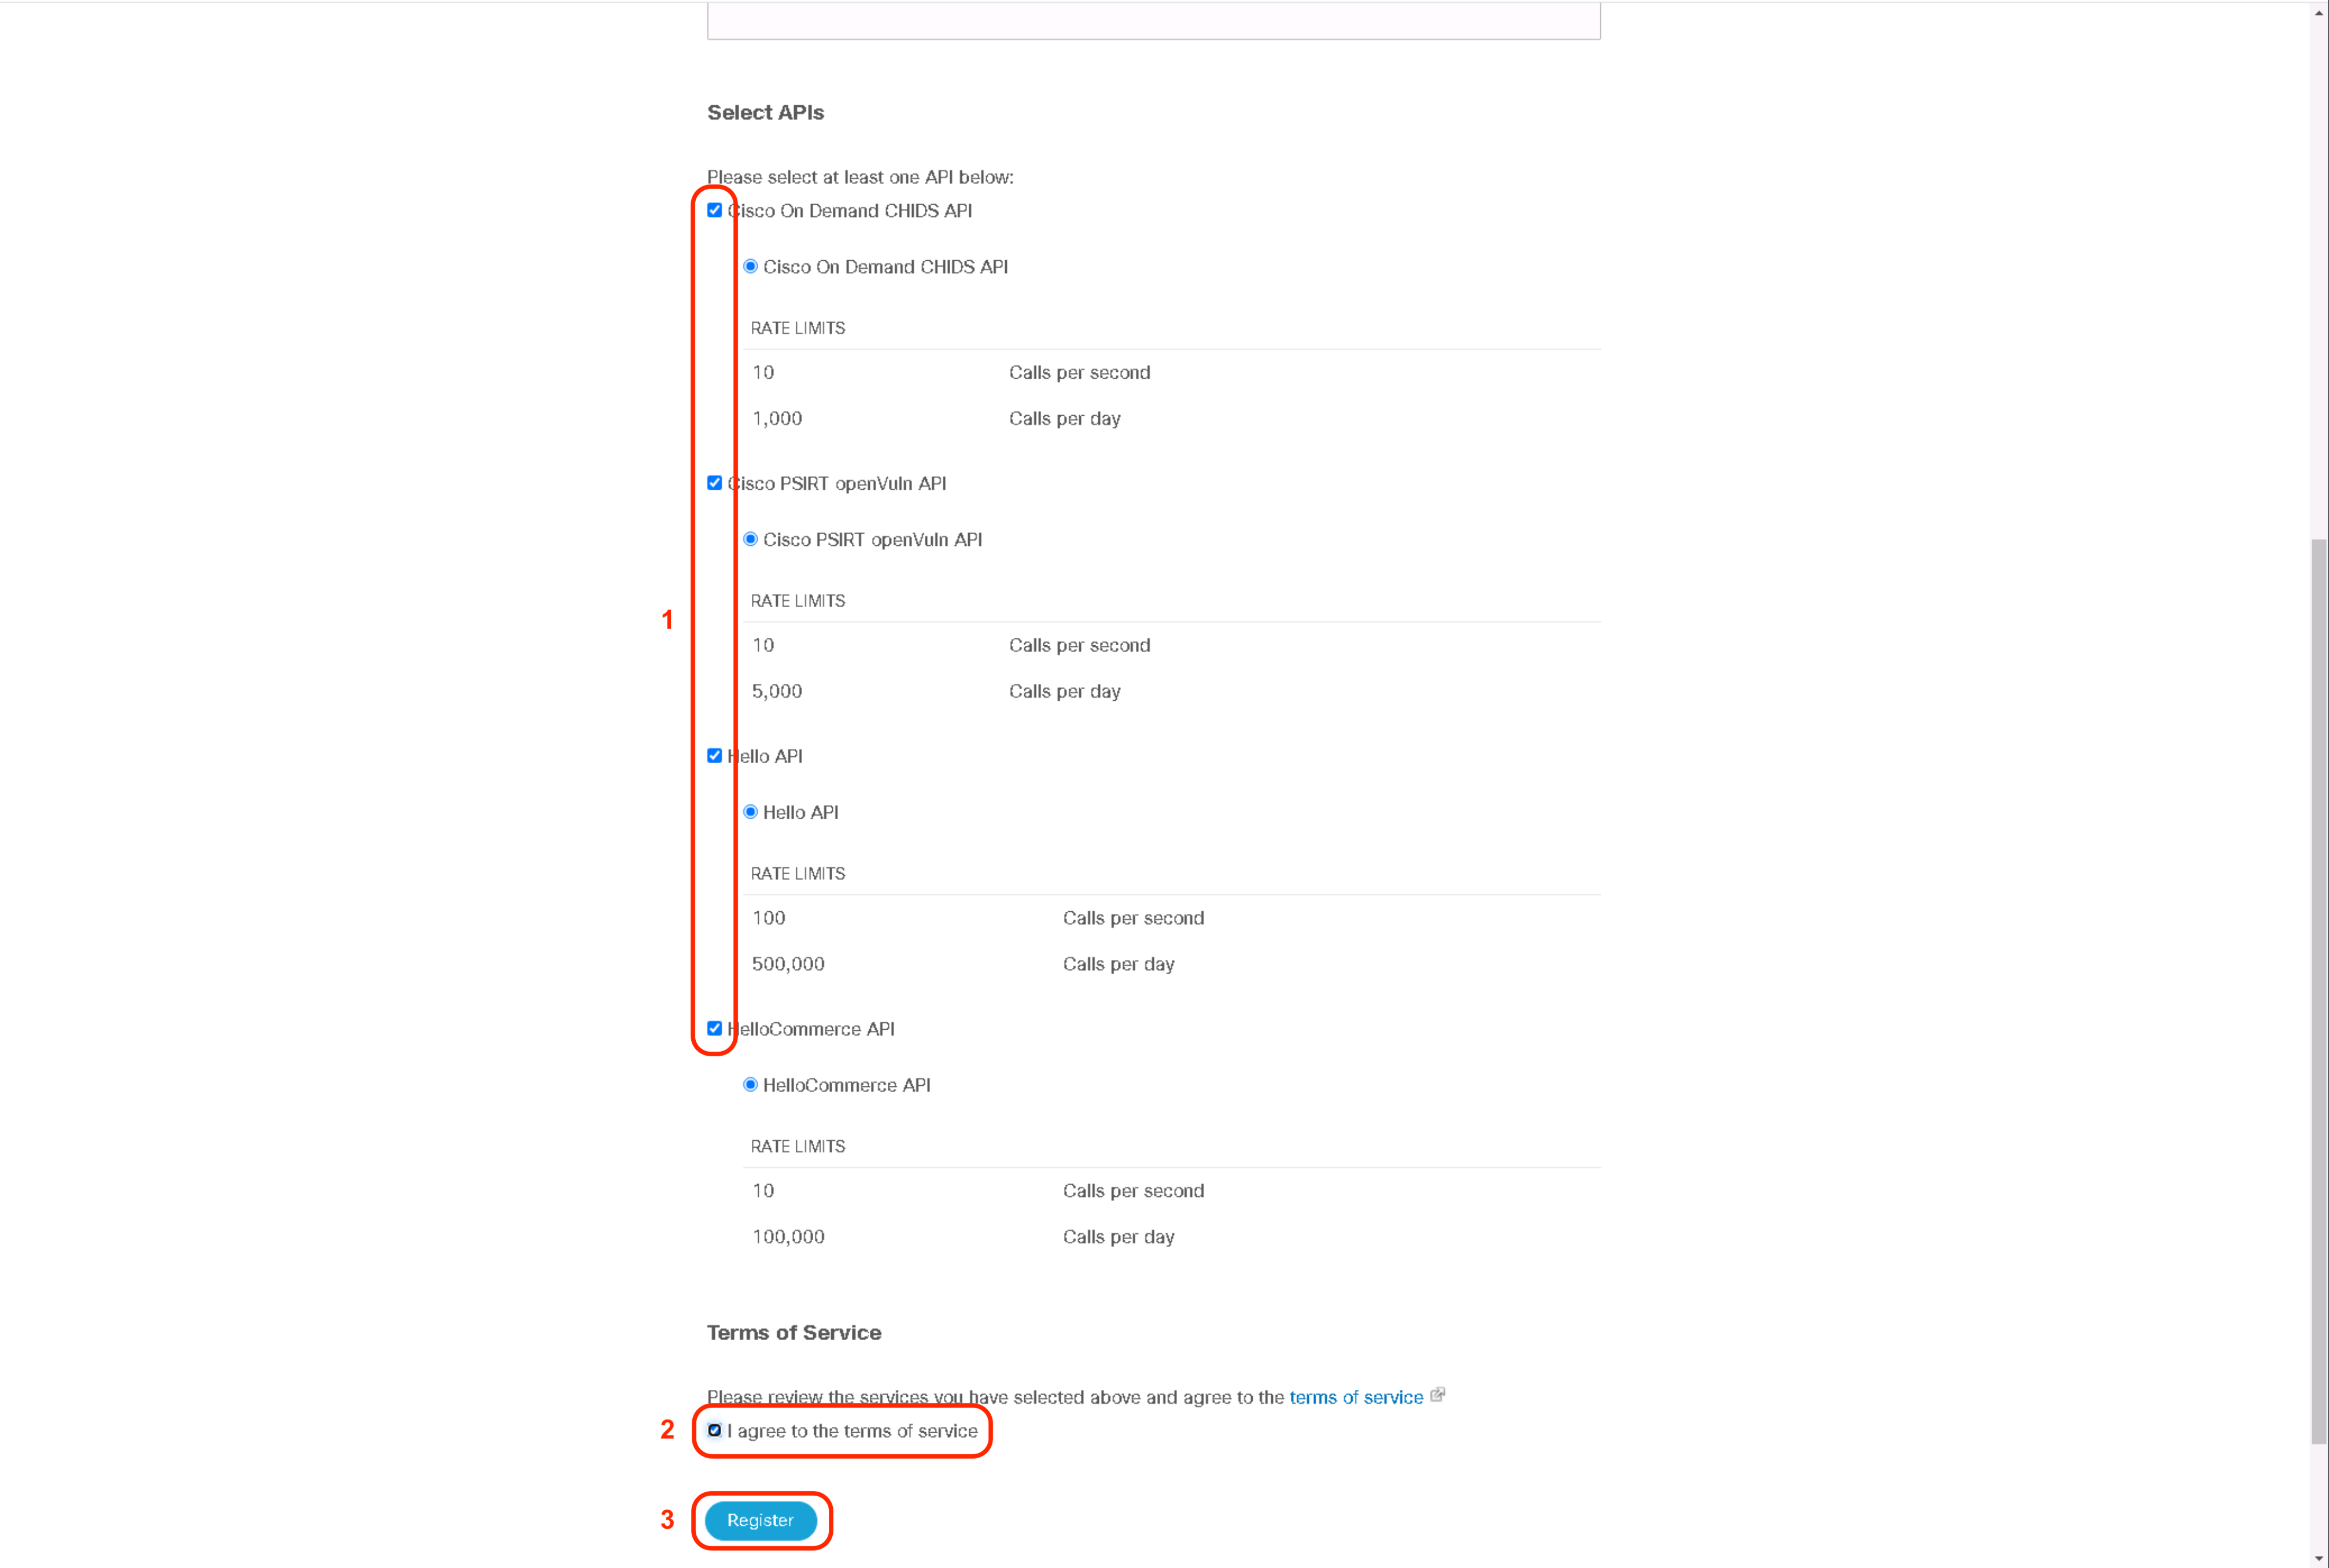 Select APIs
Please select at least one API below:
Cisco On Demand CHIDS API
Cisco On Demand CHIDS API
RATE LIMITS
10 Calls per second
1,000 Calls per day
Cisco PSIRT openVuln API
Cisco PSIRT openVuln API
RATE LIMITS
1
10 Calls per second
5,000 Calls per day
Hello API
Hello API
RATE LIMITS
100 Calls per second
500,000 Calls per day
HelloCommerce API
HelloCommerce API
RATE LIMITS
10 Calls per second
100,000 Calls per day
Terms of Service
Please review the services you have selected above and agree to the terms of service
2 I agree to the terms of service
3 Register